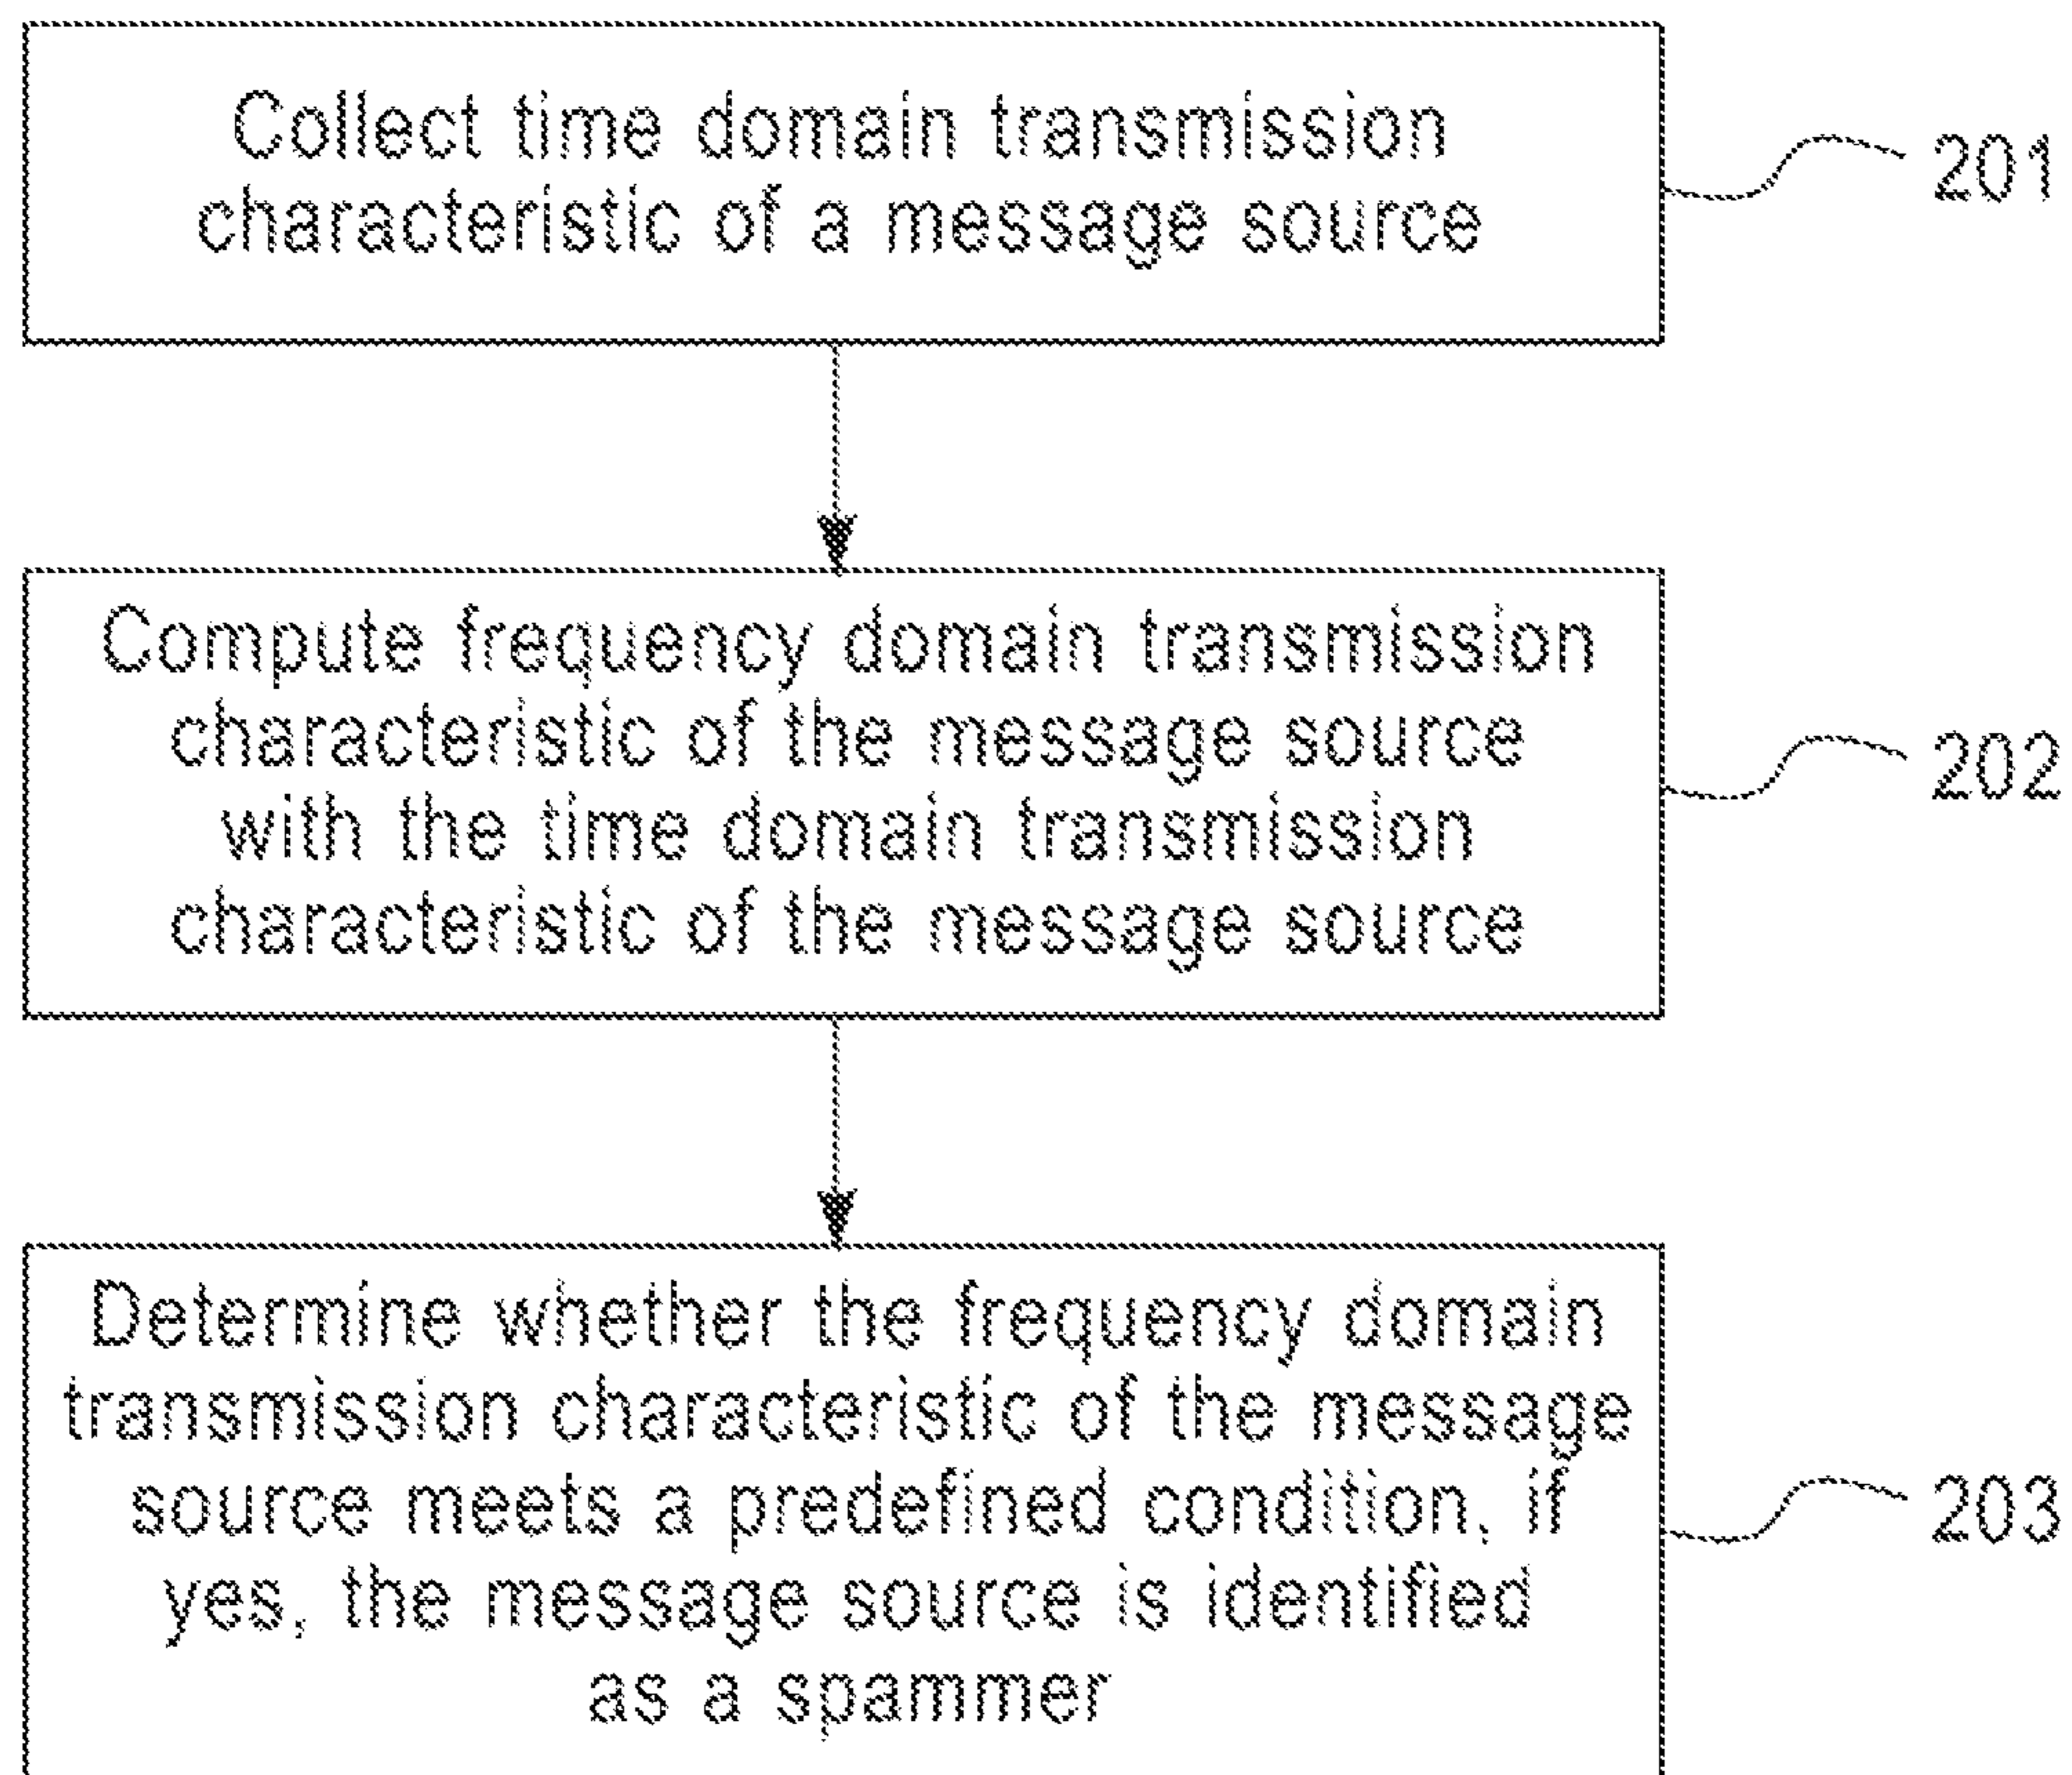 Collect time domain transmission
characteristic of a message source
201
Compute frequency domain transmission
characteristic of the message source
with the time domain transmission
characteristic of the message source
202
Determine whether the frequency domain
transmission characteristic of the message
source meets a predefined condition, if
yes, the message source is identified
as a spammer
203